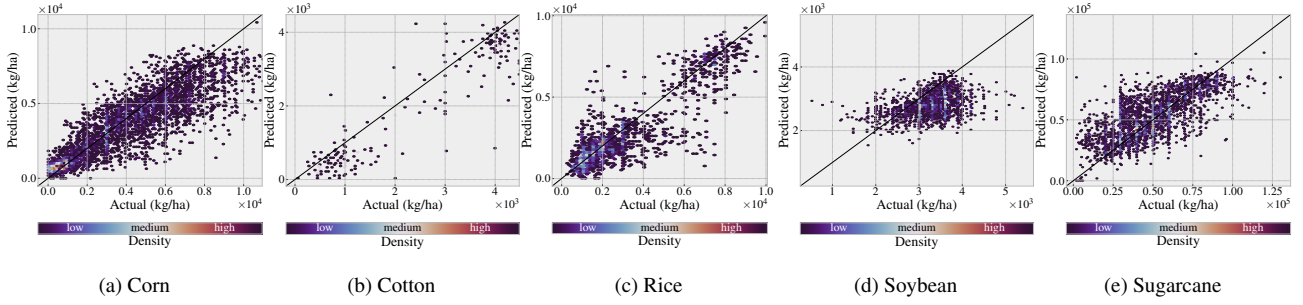 ×10⁴
1.0
0.5
0.0
Predicted (kg/ha)
0.0 0.2 0.4 0.6 0.8 1.0
Actual (kg/ha)
×10⁴
low medium high
Density
(a) Corn
×10³
4
2
0
Predicted (kg/ha)
0 1 2 3 4
Actual (kg/ha)
×10³
low medium high
Density
(b) Cotton
×10⁴
1.0
0.5
0.0
Predicted (kg/ha)
0.0 0.2 0.4 0.6 0.8 1.0
Actual (kg/ha)
×10⁴
low medium high
Density
(c) Rice
×10³
4
2
Predicted (kg/ha)
2 3 4 5
Actual (kg/ha)
×10³
low medium high
Density
(d) Soybean
×10⁵
1.0
0.5
0.0
Predicted (kg/ha)
0.0 0.25 0.50 0.75 1.00 1.25
Actual (kg/ha)
×10⁵
low medium high
Density
(e) Sugarcane